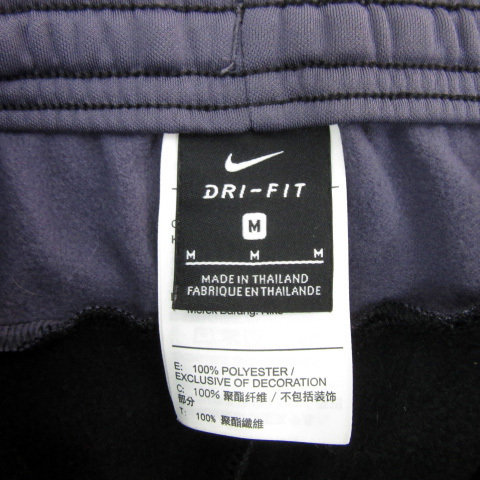 DRI-FIT
M
M M M
MADE IN THAILAND
FABRIQUE EN THAILANDE
Merek Barang: Nike
E: 100% POLYESTER /
EXCLUSIVE OF DECORATION
C: 100% 聚酯纤维 / 不包括装饰
部分
T: 100% 聚酯纖維